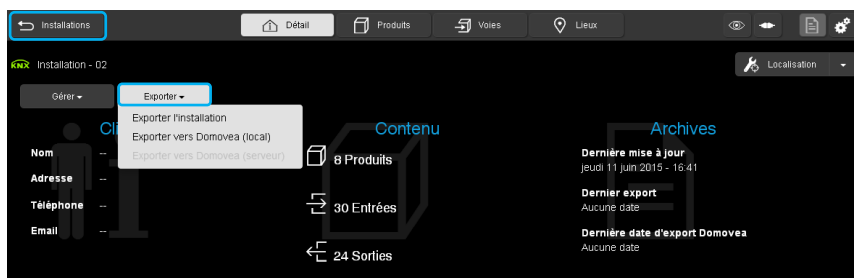 Installations
Détail
Produits
Voies
Lieux
KNX Installation - 02
Localisation
Gérer
Exporter
Exporter l'installation
Exporter vers Domovea (local)
Exporter vers Domovea (serveur)
Cli
Nom --
Adresse --
Téléphone --
Email --
Contenu
8 Produits
30 Entrées
24 Sorties
Archives
Dernière mise à jour
jeudi 11 juin 2015 - 16:41
Dernier export
Aucune date
Dernière date d'export Domovea
Aucune date